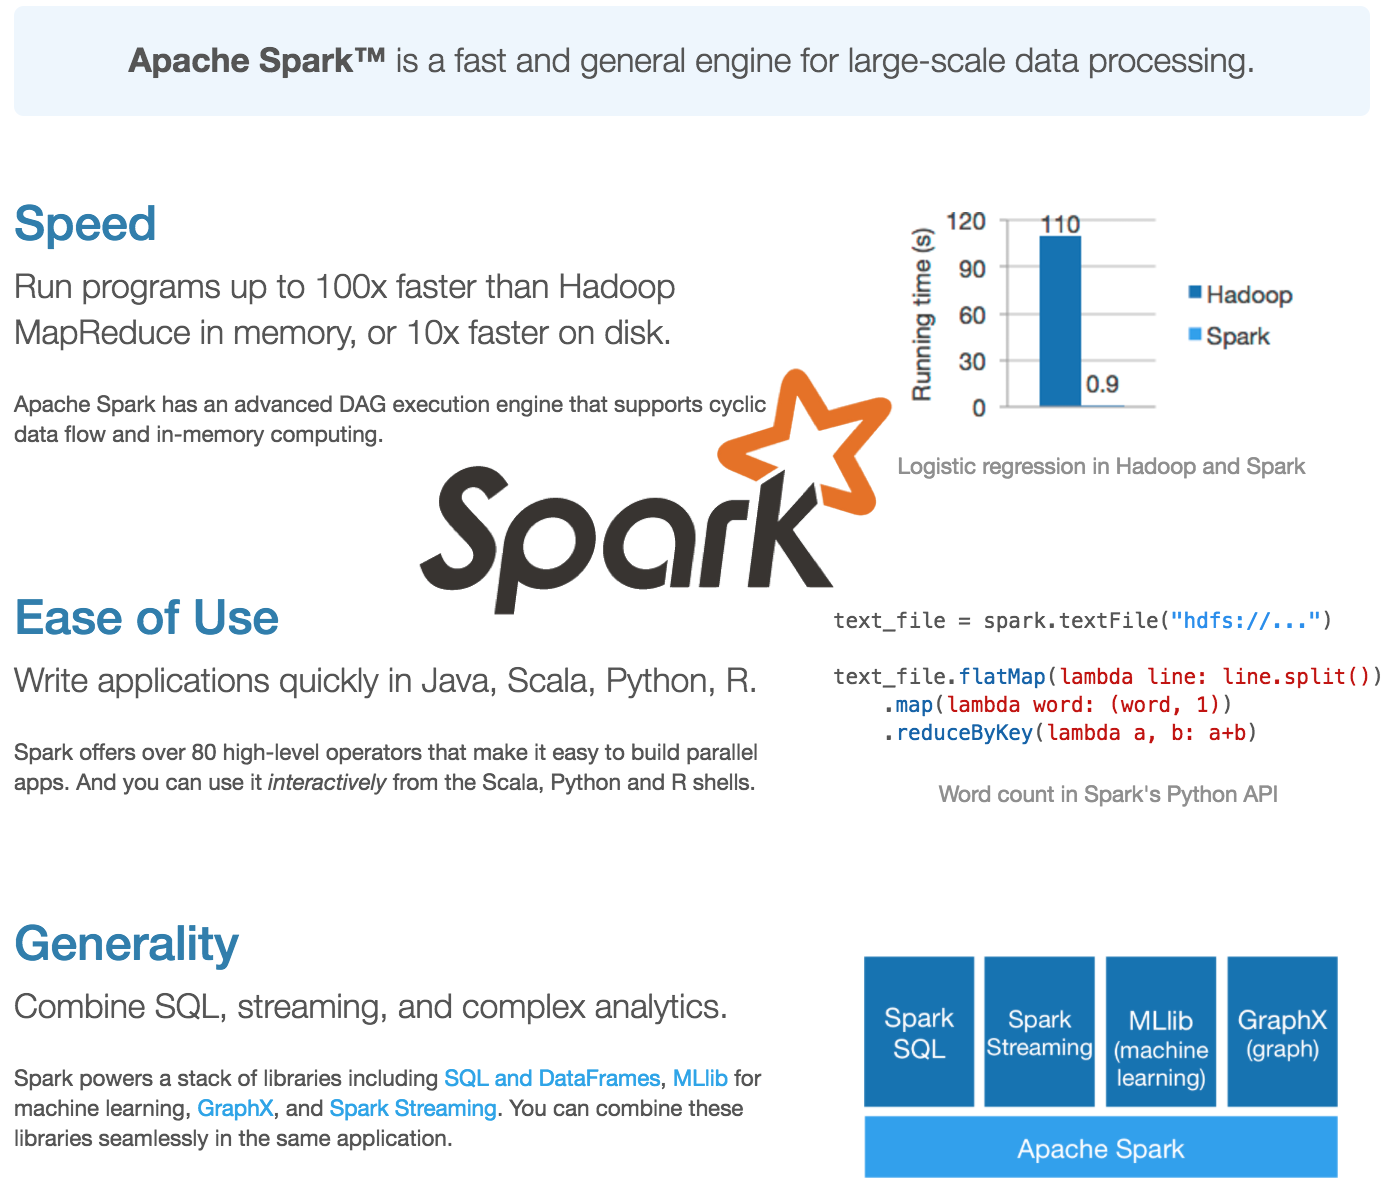 Apache Spark™ is a fast and general engine for large-scale data processing.
Speed
Run programs up to 100x faster than Hadoop
MapReduce in memory, or 10x faster on disk.
Apache Spark has an advanced DAG execution engine that supports cyclic
data flow and in-memory computing.
Running time (s)
120
90
60
30
0
110
0.9
Hadoop
Spark
Logistic regression in Hadoop and Spark
Spark
Ease of Use
Write applications quickly in Java, Scala, Python, R.
Spark offers over 80 high-level operators that make it easy to build parallel
apps. And you can use it interactively from the Scala, Python and R shells.
text_file = spark.textFile("hdfs://...")
text_file.flatMap(lambda line: line.split())
    .map(lambda word: (word, 1))
    .reduceByKey(lambda a, b: a+b)
Word count in Spark's Python API
Generality
Combine SQL, streaming, and complex analytics.
Spark powers a stack of libraries including SQL and DataFrames, MLlib for
machine learning, GraphX, and Spark Streaming. You can combine these
libraries seamlessly in the same application.
Spark
SQL
Spark
Streaming
MLlib
(machine
learning)
GraphX
(graph)
Apache Spark